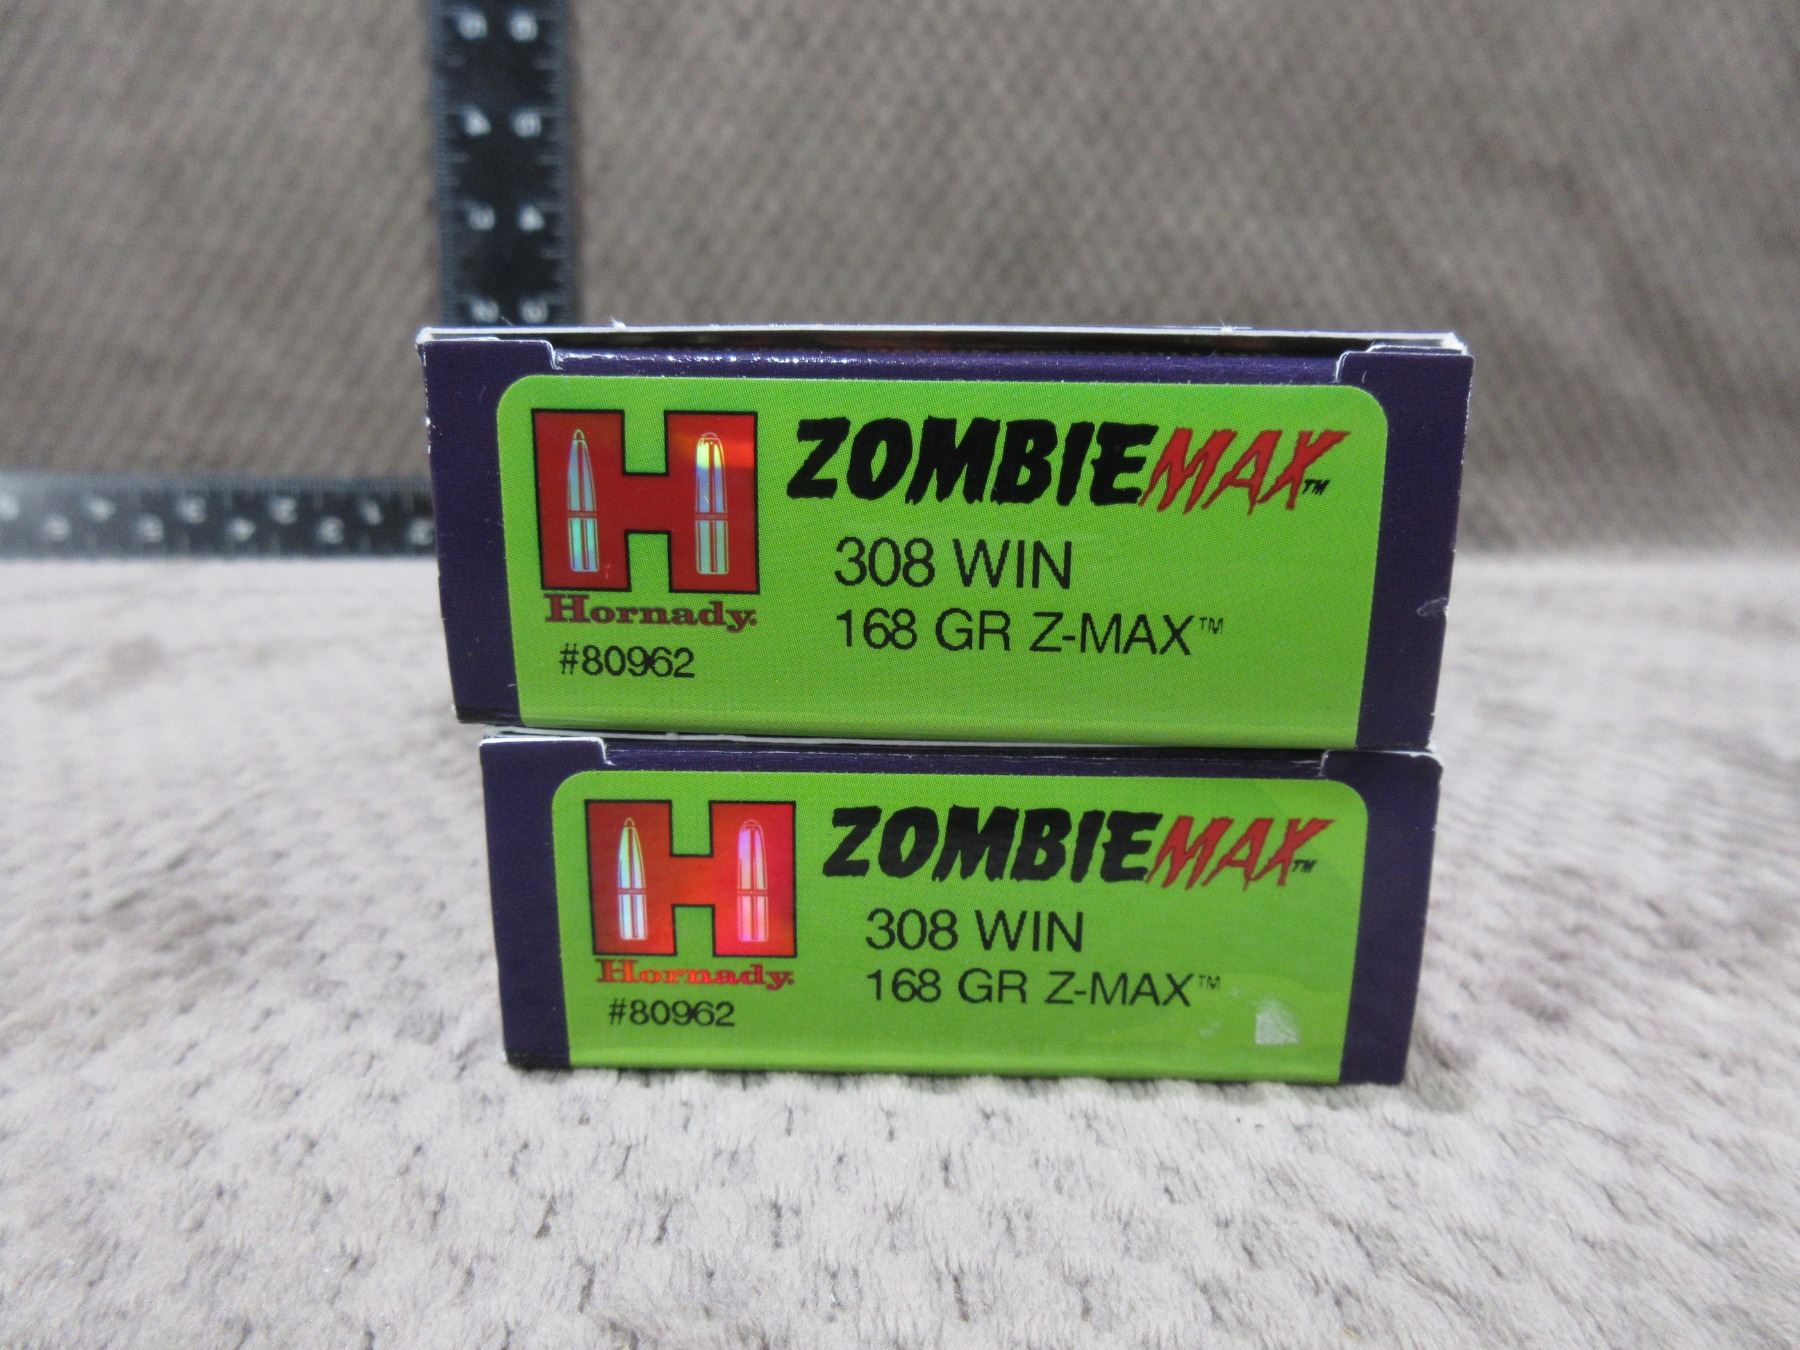 ZOMBIEMAX™
308 WIN
168 GR Z-MAX™
Hornady
#80962
ZOMBIEMAX™
308 WIN
168 GR Z-MAX™
Hornady
#80962